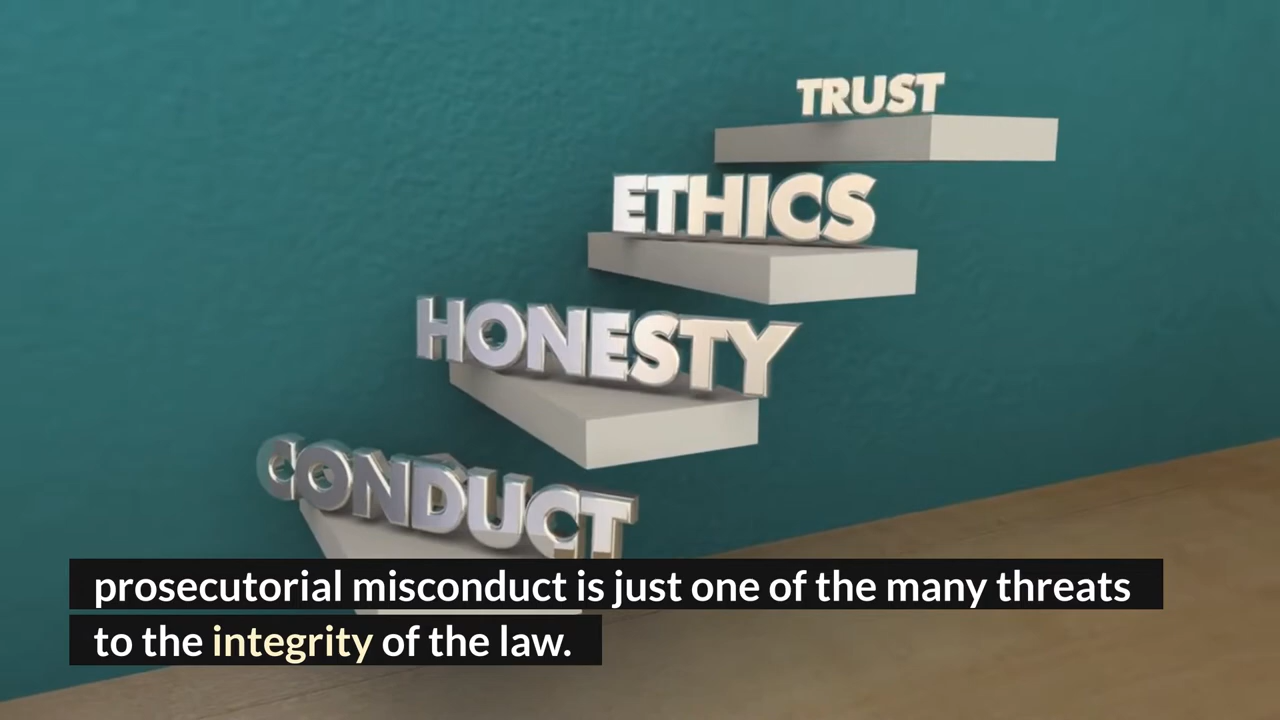 TRUST
ETHICS
HONESTY
CONDUCT
prosecutorial misconduct is just one of the many threats
to the integrity of the law.